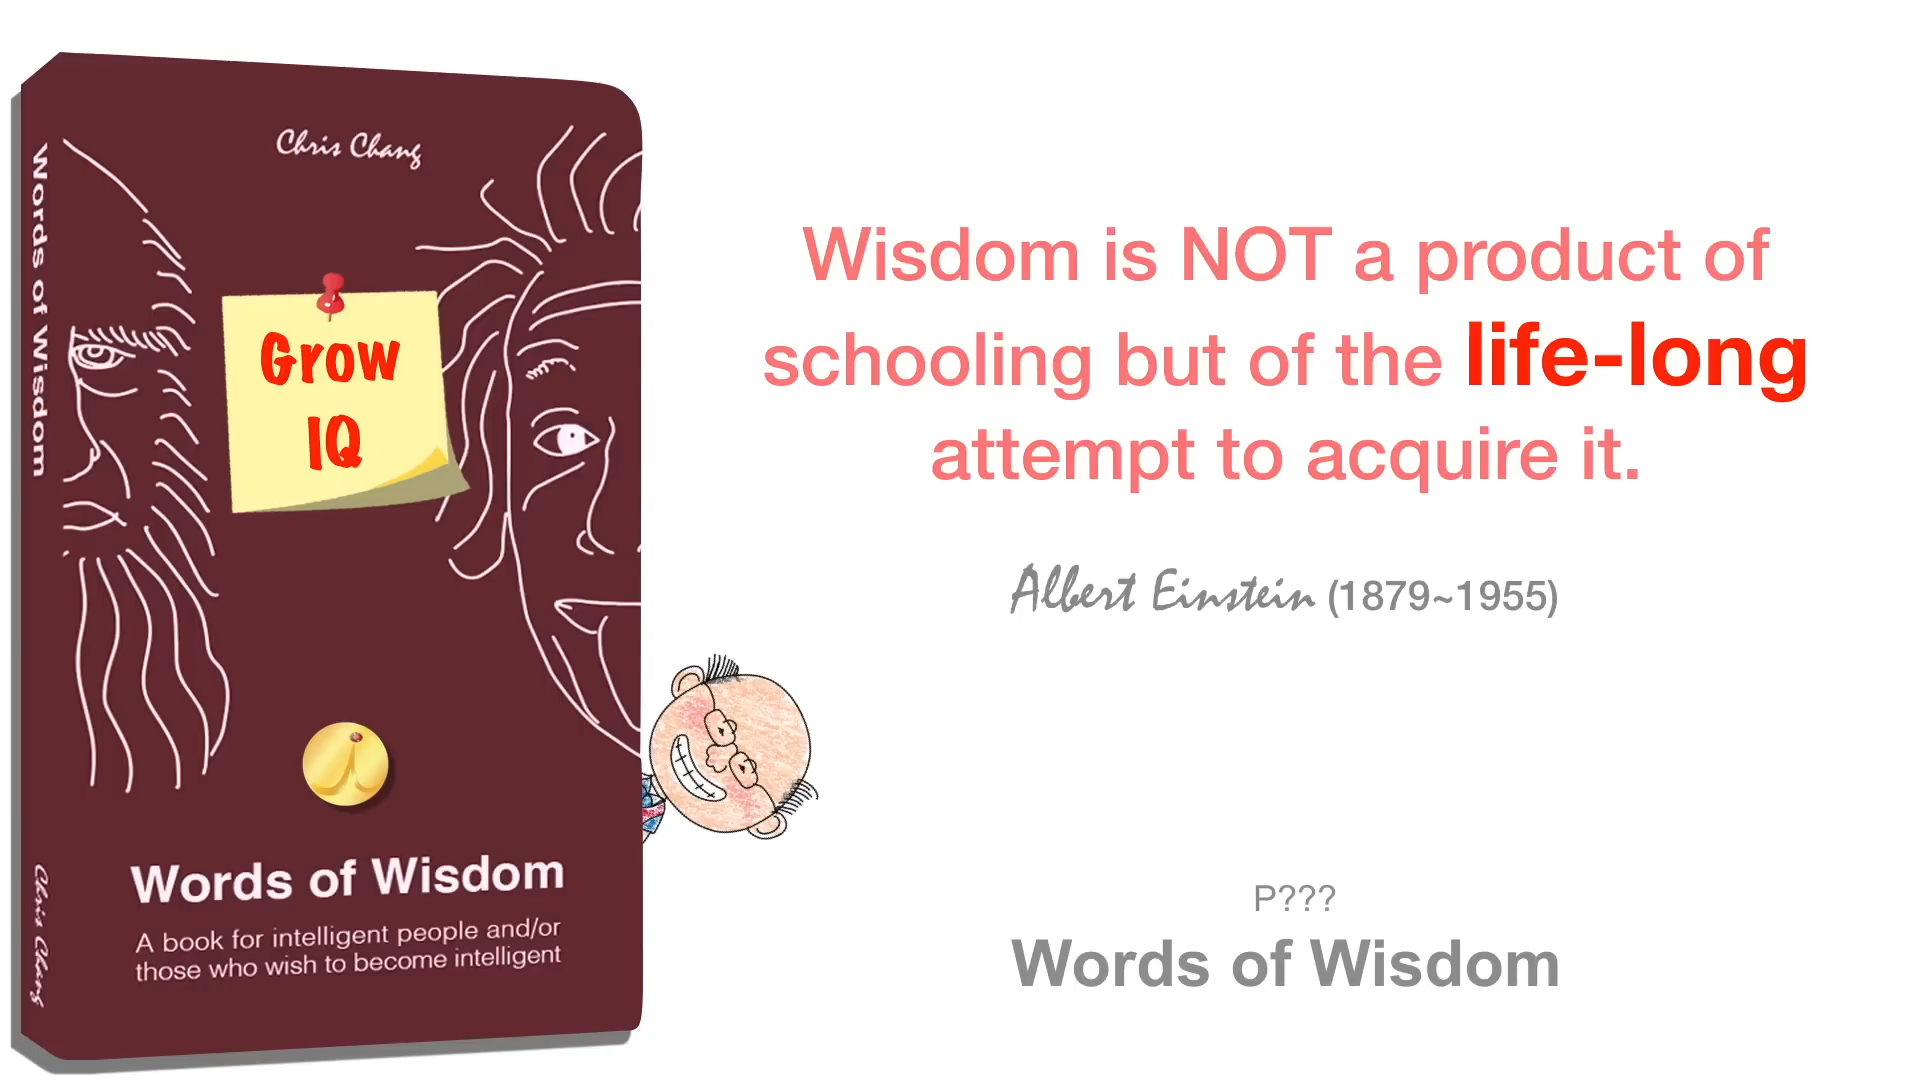 Chris Chang
Words of Wisdom
Grow
IQ
Words of Wisdom
A book for intelligent people and/or
those who wish to become intelligent
Chris Chang
Wisdom is NOT a product of
schooling but of the life-long
attempt to acquire it.
Albert Einstein (1879~1955)
P???
Words of Wisdom